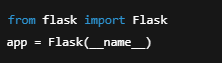 from flask import Flask
app = Flask(__name__)